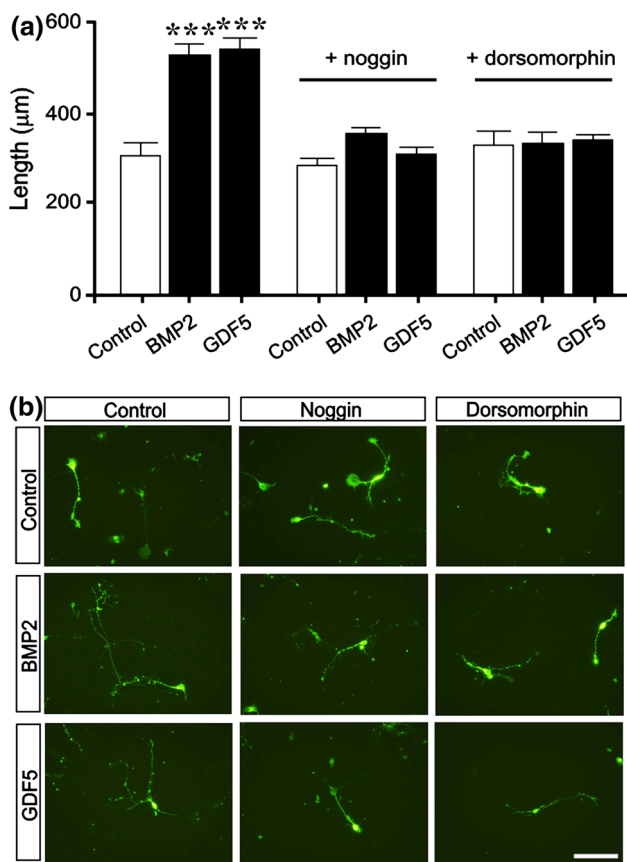 (a)
600
400
200
0
Length (μm)
***
***
+ noggin
+ dorsomorphin
Control
BMP2
GDF5
Control
BMP2
GDF5
Control
BMP2
GDF5
(b)
Control
Noggin
Dorsomorphin
Control
BMP2
GDF5